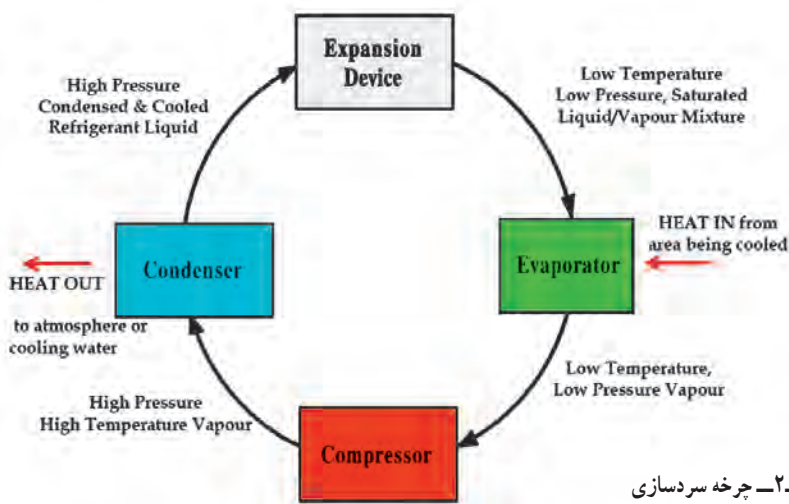 Expansion
Device
High Pressure
Condensed & Cooled
Refrigerant Liquid
Low Temperature
Low Pressure, Saturated
Liquid/Vapour Mixture
HEAT IN from
area being cooled
Condenser
Evaporator
HEAT OUT
to atmosphere or
cooling water
Low Temperature,
Low Pressure Vapour
High Pressure
High Temperature Vapour
Compressor
ـ٢ــ چرخه سردسازی